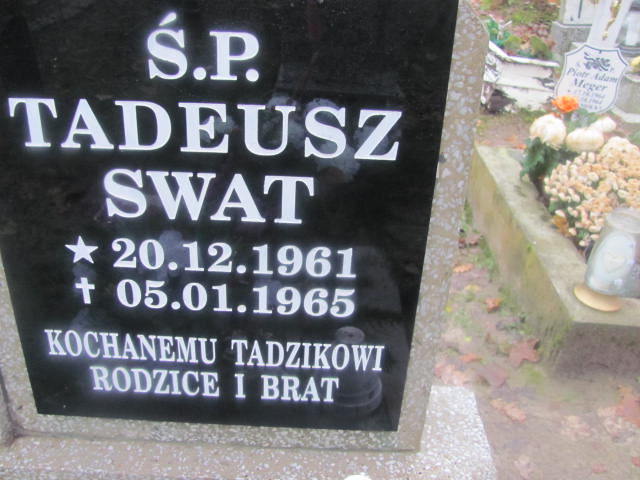 Ś.P.
TADEUSZ
SWAT
★ 20.12.1961
✝ 05.01.1965
KOCHANEMU TADZIKOWI
RODZICE I BRAT
Ś. P.
Piotr Adam
Meger